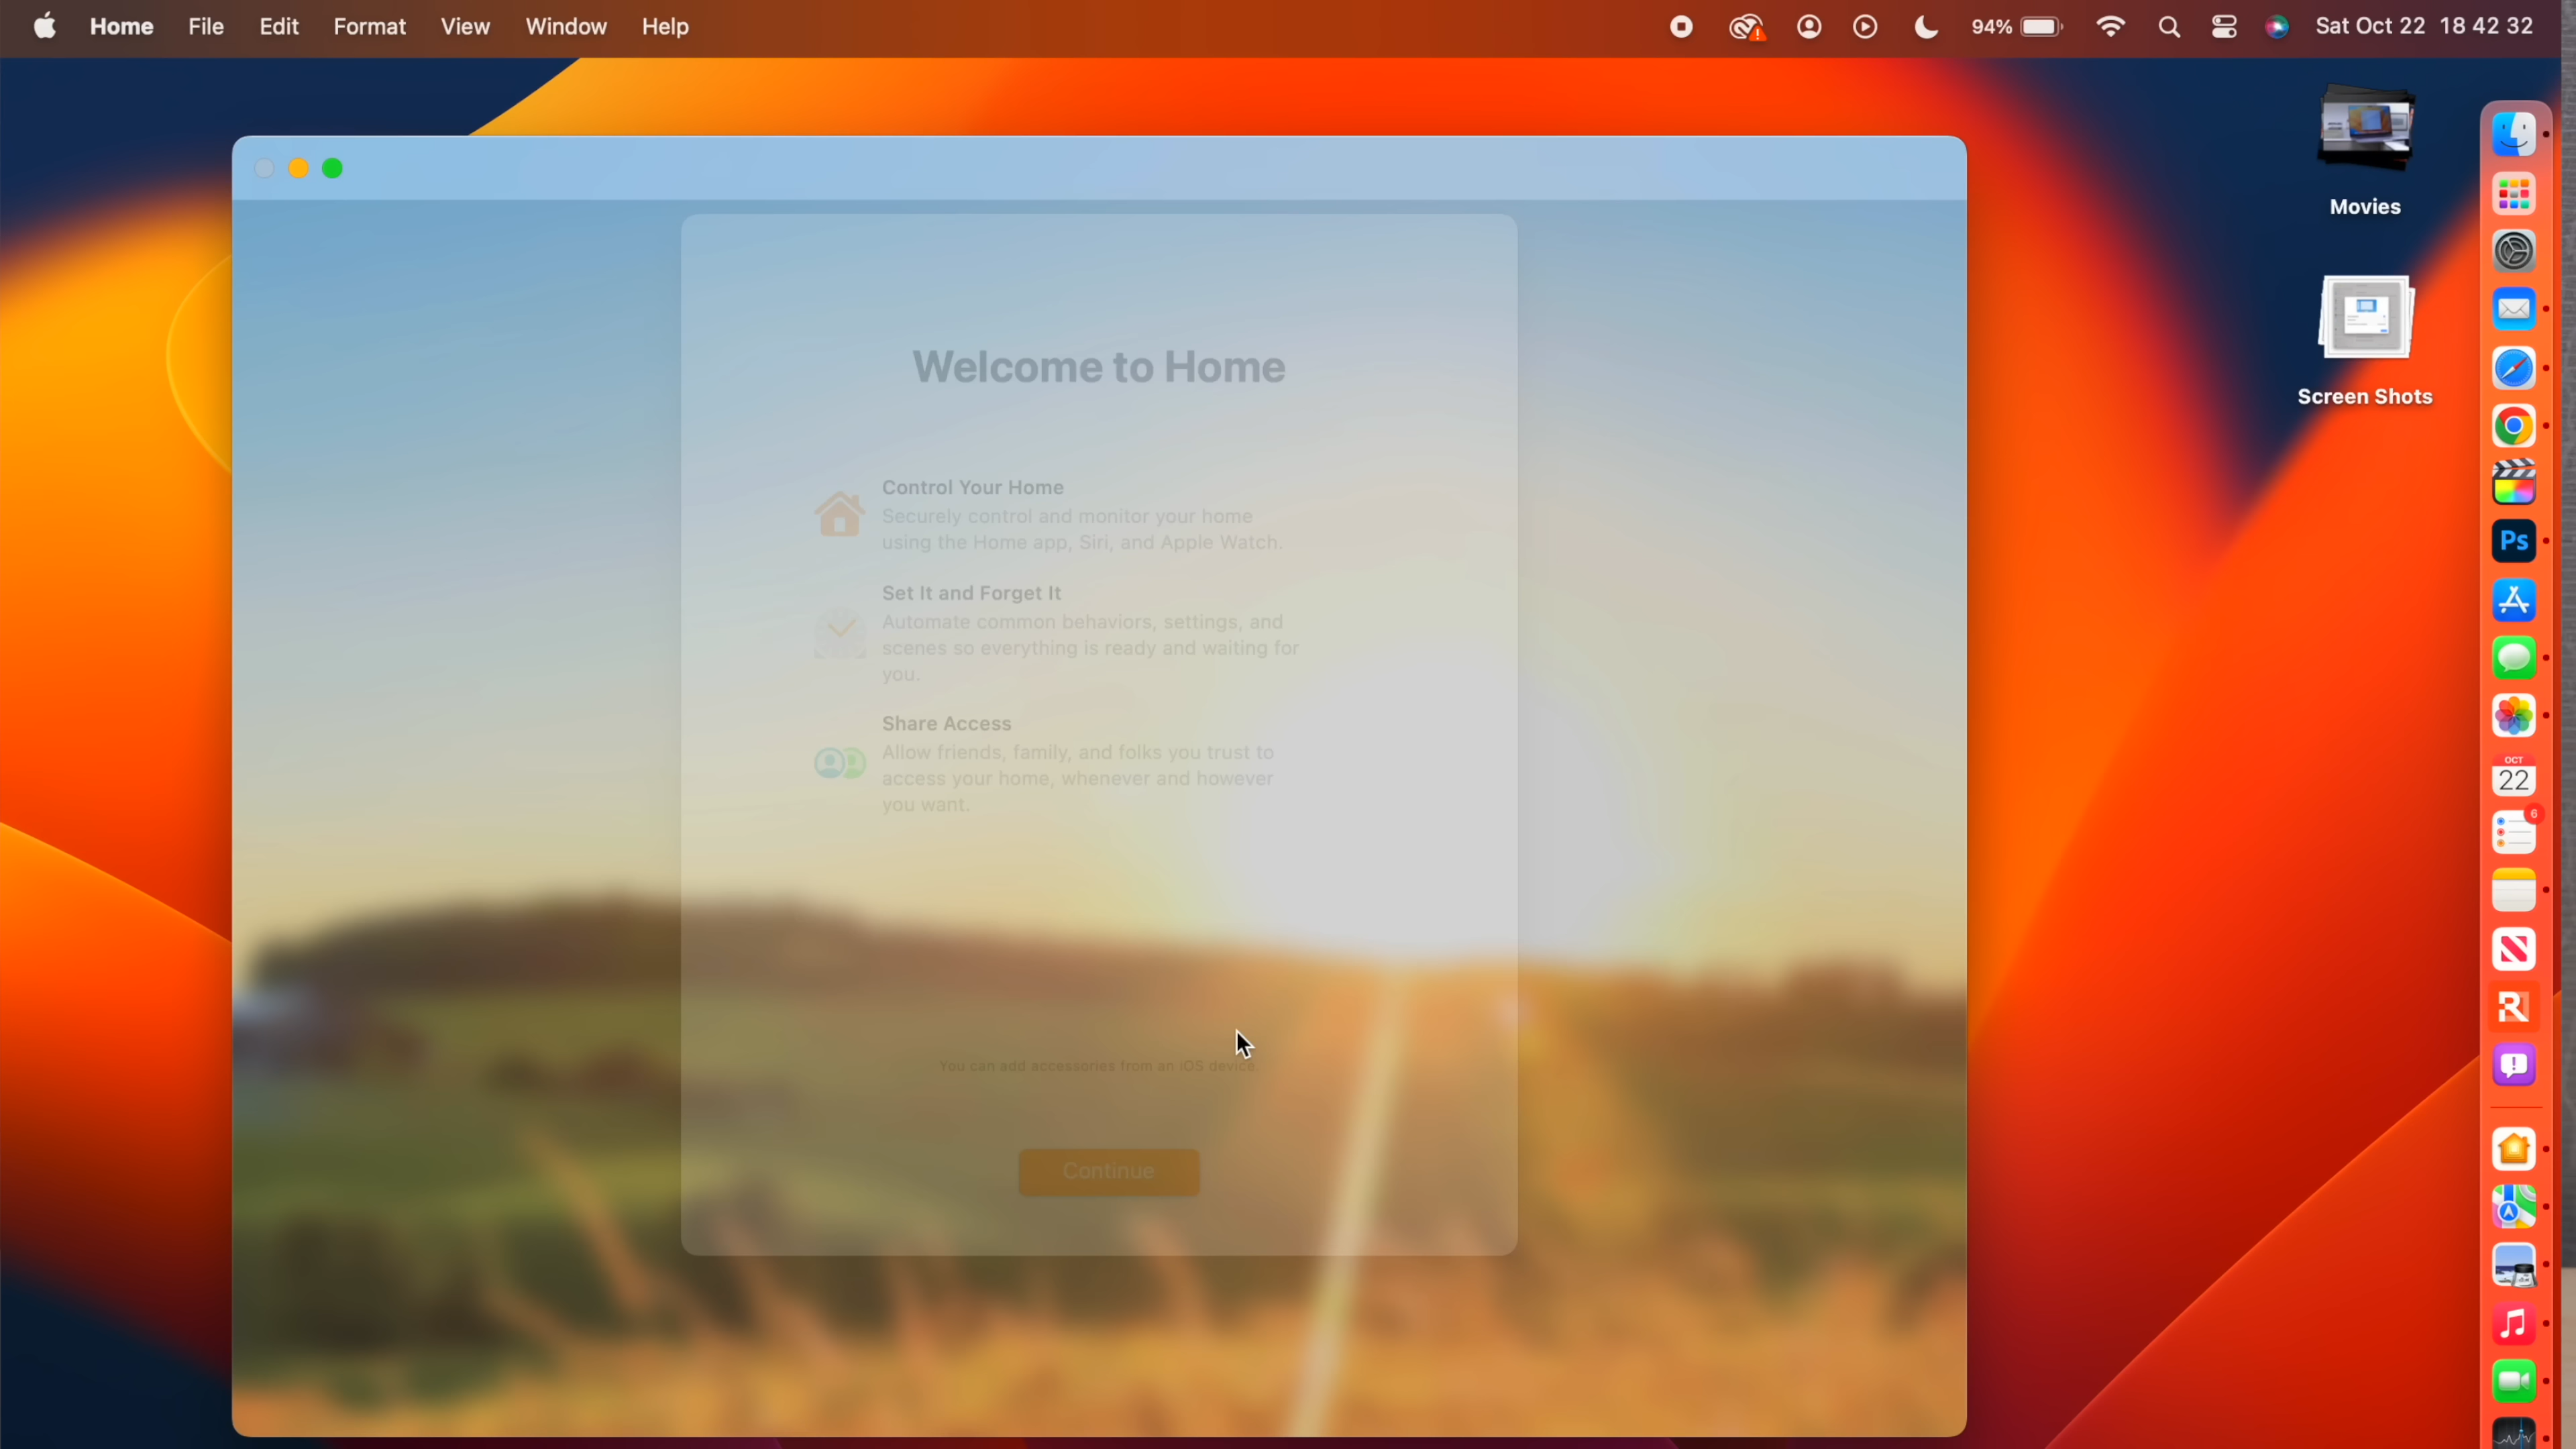 Home File Edit Format View Window Help 94% Sat Oct 22 18 42 32
Movies
Screen Shots
Welcome to Home
Control Your Home
Securely control and monitor your home
using the Home app, Siri, and Apple Watch.
Set It and Forget It
Automate common behaviors, settings, and
scenes so everything is ready and waiting for
you.
Share Access
Allow friends, family, and folks you trust to
access your home, whenever and however
you want.
You can add accessories from an iOS device.
Continue
Ps
OCT
22
6